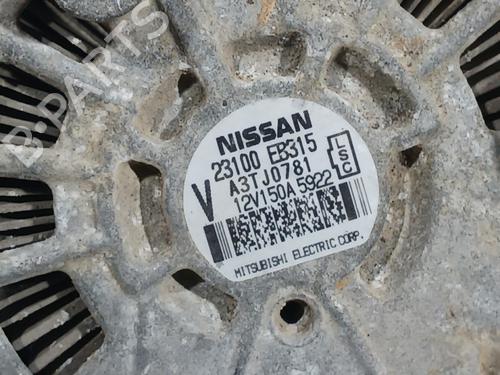 B-PARTS
NISSAN
23100 EB315
A3TJ0781
V
12V150A 5922
LSC
MITSUBISHI ELECTRIC CORP.